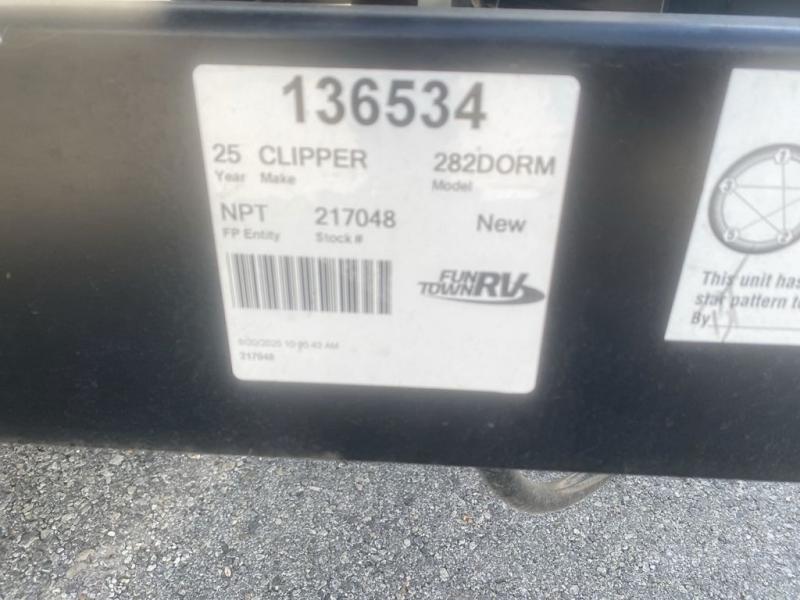 136534
25 CLIPPER 282DORM
Year Make Model
NPT 217048 New
FP Entity Stock #
FUN
TOWN RV
217048
This unit has
star pattern
By